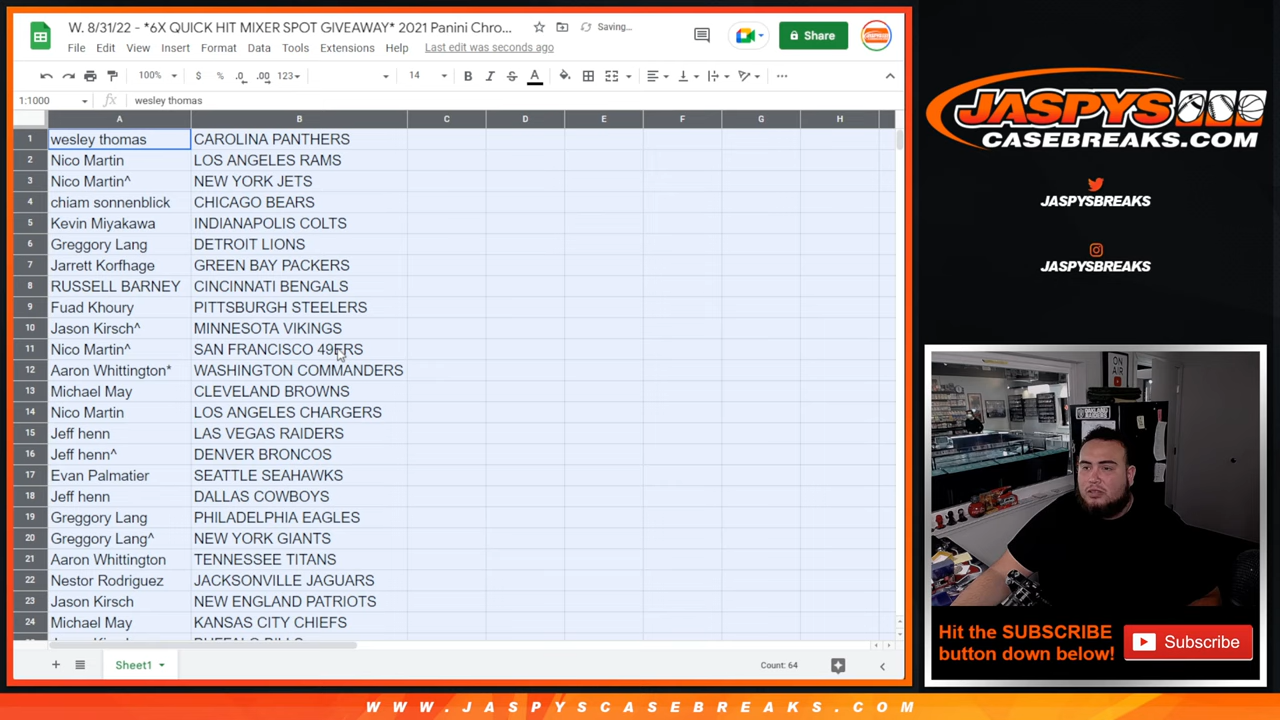 W. 8/31/22 - *6X QUICK HIT MIXER SPOT GIVEAWAY* 2021 Panini Chro...
Saving...
Share
File Edit View Insert Format Data Tools Extensions Help Last edit was seconds ago
100% $ % .0 .00 123 14 B I S A
1:1000 fx wesley thomas
A B C D E F G H
1 wesley thomas CAROLINA PANTHERS
2 Nico Martin LOS ANGELES RAMS
3 Nico Martin^ NEW YORK JETS
4 chiam sonnenblick CHICAGO BEARS
5 Kevin Miyakawa INDIANAPOLIS COLTS
6 Greggory Lang DETROIT LIONS
7 Jarrett Korfhage GREEN BAY PACKERS
8 RUSSELL BARNEY CINCINNATI BENGALS
9 Fuad Khoury PITTSBURGH STEELERS
10 Jason Kirsch^ MINNESOTA VIKINGS
11 Nico Martin^ SAN FRANCISCO 49ERS
12 Aaron Whittington* WASHINGTON COMMANDERS
13 Michael May CLEVELAND BROWNS
14 Nico Martin LOS ANGELES CHARGERS
15 Jeff henn LAS VEGAS RAIDERS
16 Jeff henn^ DENVER BRONCOS
17 Evan Palmatier SEATTLE SEAHAWKS
18 Jeff henn DALLAS COWBOYS
19 Greggory Lang PHILADELPHIA EAGLES
20 Greggory Lang^ NEW YORK GIANTS
21 Aaron Whittington TENNESSEE TITANS
22 Nestor Rodriguez JACKSONVILLE JAGUARS
23 Jason Kirsch NEW ENGLAND PATRIOTS
24 Michael May KANSAS CITY CHIEFS
Sheet1
Count: 64
JASPYS
CASEBREAKS.COM
JASPYSBREAKS
JASPYSBREAKS
ON AIR
Hit the SUBSCRIBE
button down below!
Subscribe
WWW.JASPYSCASEBREAKS.COM